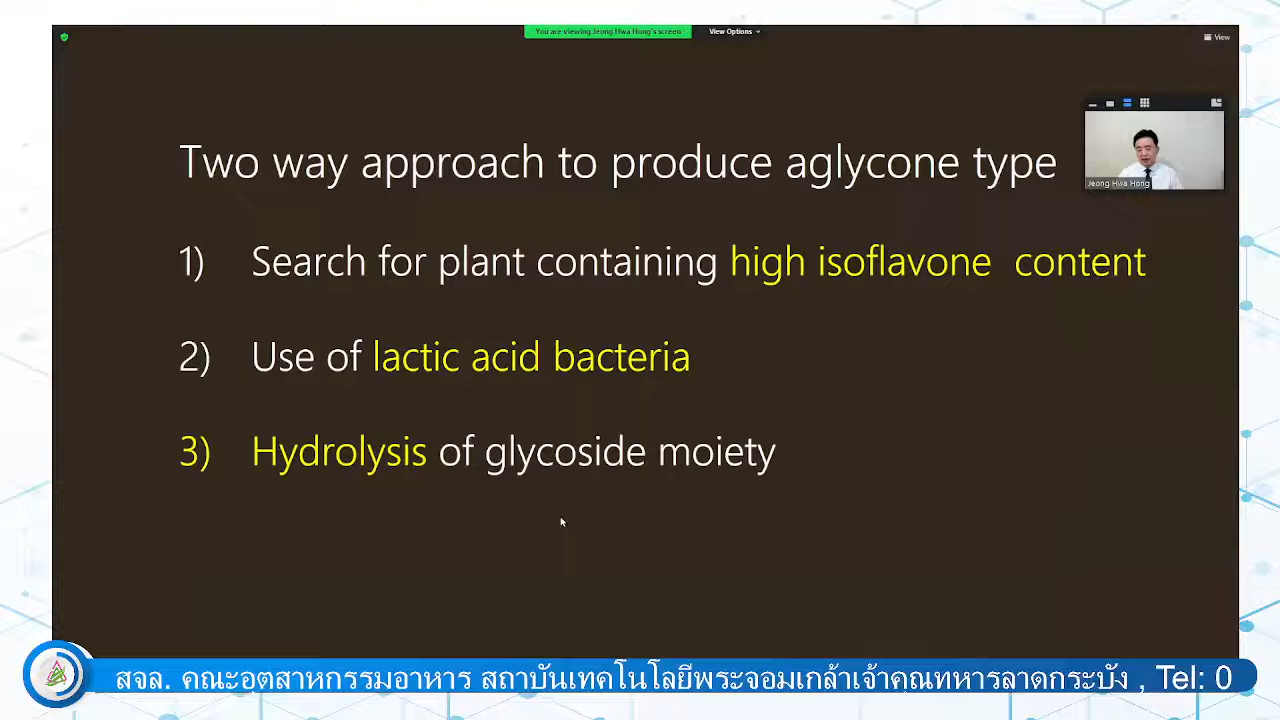 You are viewing Jeong Hwa Hong's screen
View Options
View
Two way approach to produce aglycone type
Jeong Hwa Hong
1) Search for plant containing high isoflavone content
2) Use of lactic acid bacteria
3) Hydrolysis of glycoside moiety
สจล. คณะอุตสาหกรรมอาหาร สถาบันเทคโนโลยีพระจอมเกล้าเจ้าคุณทหารลาดกระบัง , Tel: 0